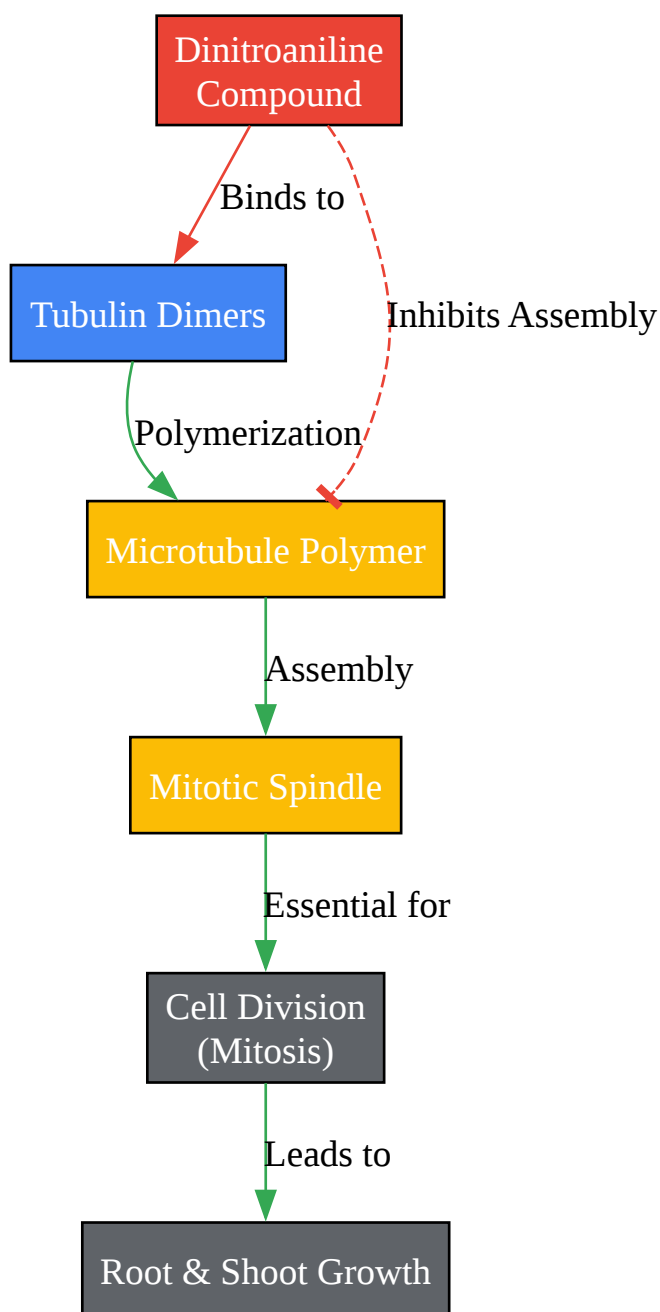 Dinitroaniline
Compound
Binds to
Tubulin Dimers
Inhibits Assembly
Polymerization
Microtubule Polymer
Assembly
Mitotic Spindle
Essential for
Cell Division
(Mitosis)
Leads to
Root & Shoot Growth